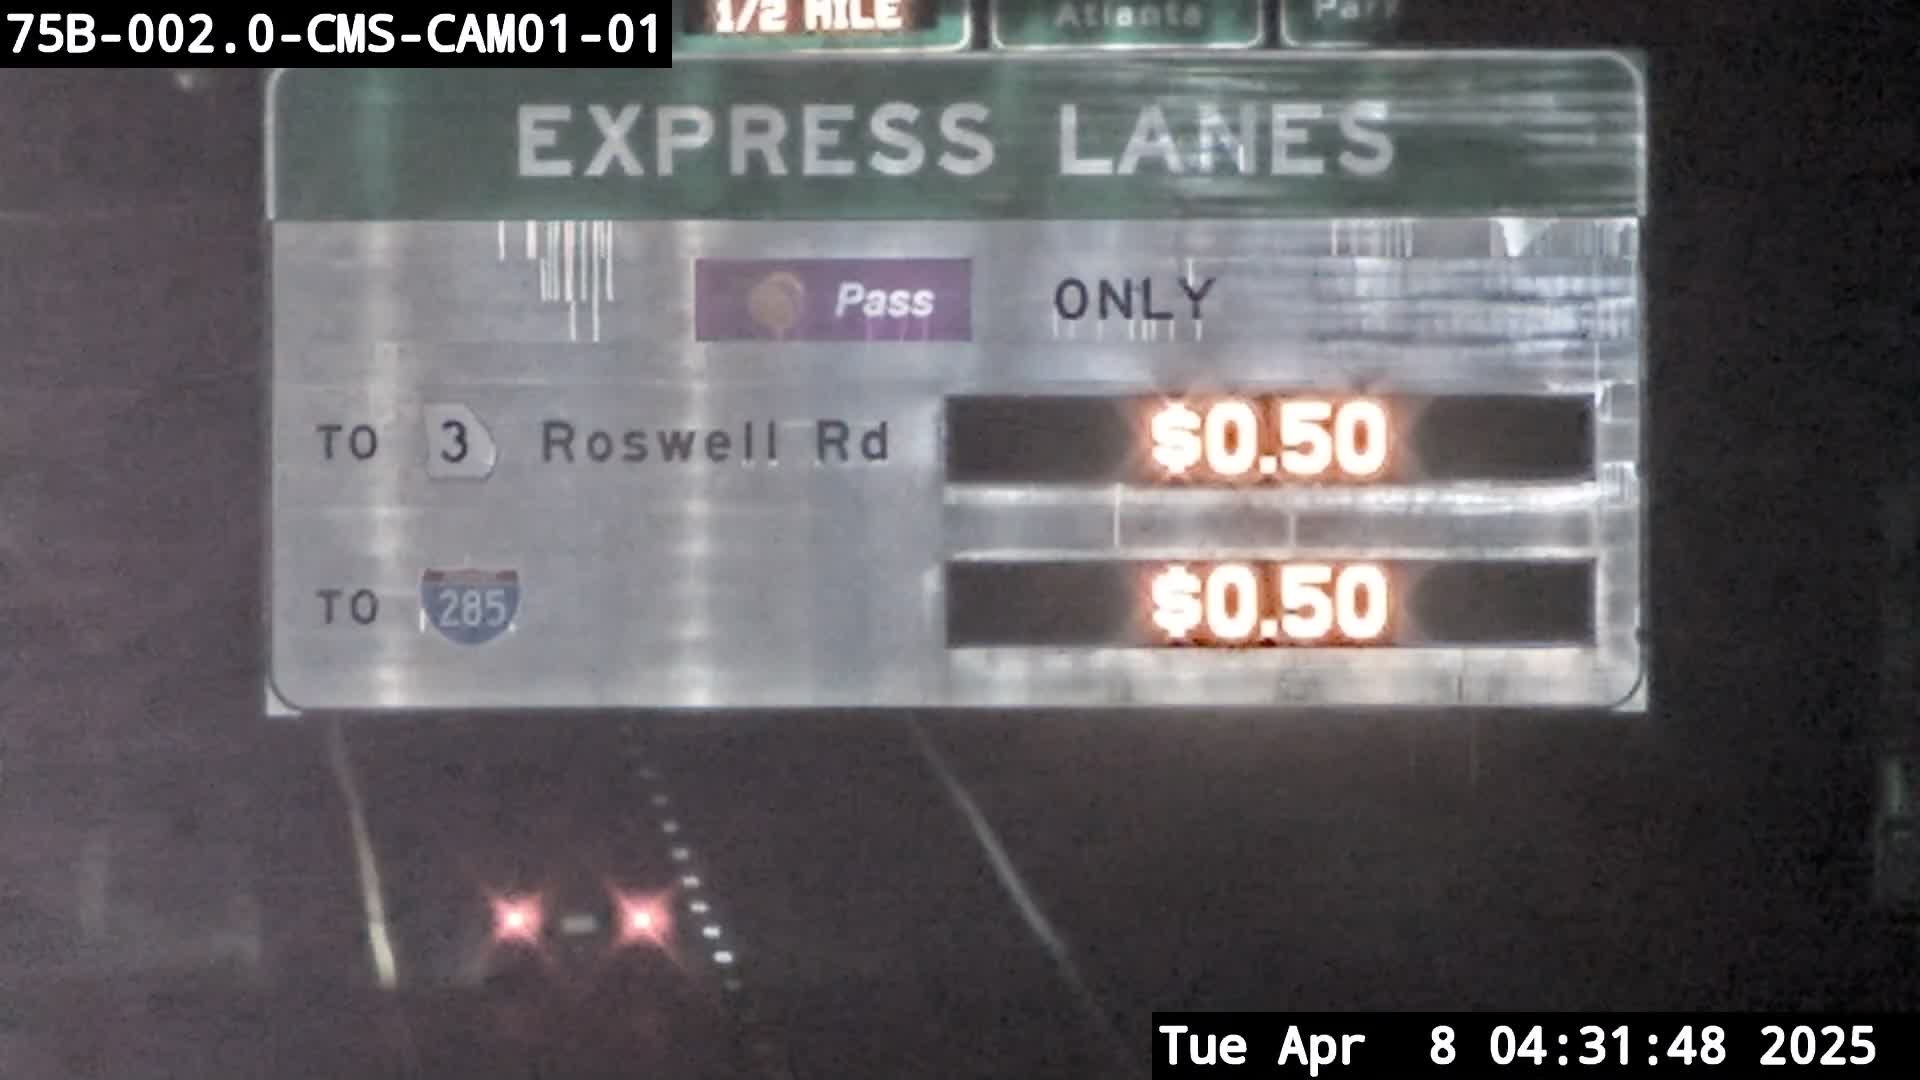 75B-002.0-CMS-CAM01-01
1/2 MILE
Atlanta
EXPRESS LANES
Pass ONLY
TO 3 Roswell Rd $0.50
TO 285 $0.50
Tue Apr 8 04:31:48 2025